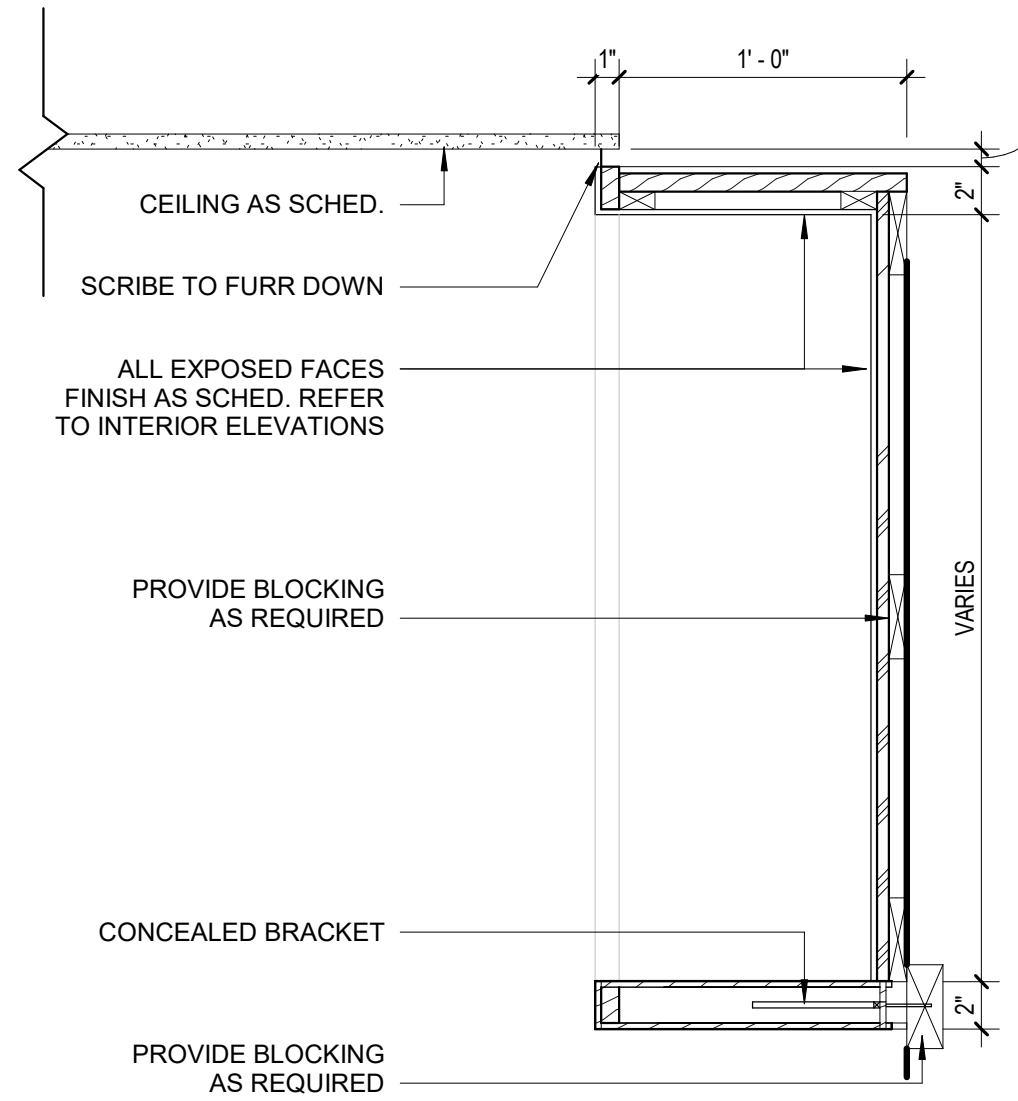 1"
1' - 0"
CEILING AS SCHED.
2"
SCRIBE TO FURR DOWN
ALL EXPOSED FACES
FINISH AS SCHED. REFER
TO INTERIOR ELEVATIONS
PROVIDE BLOCKING
AS REQUIRED
VARIES
CONCEALED BRACKET
2"
PROVIDE BLOCKING
AS REQUIRED